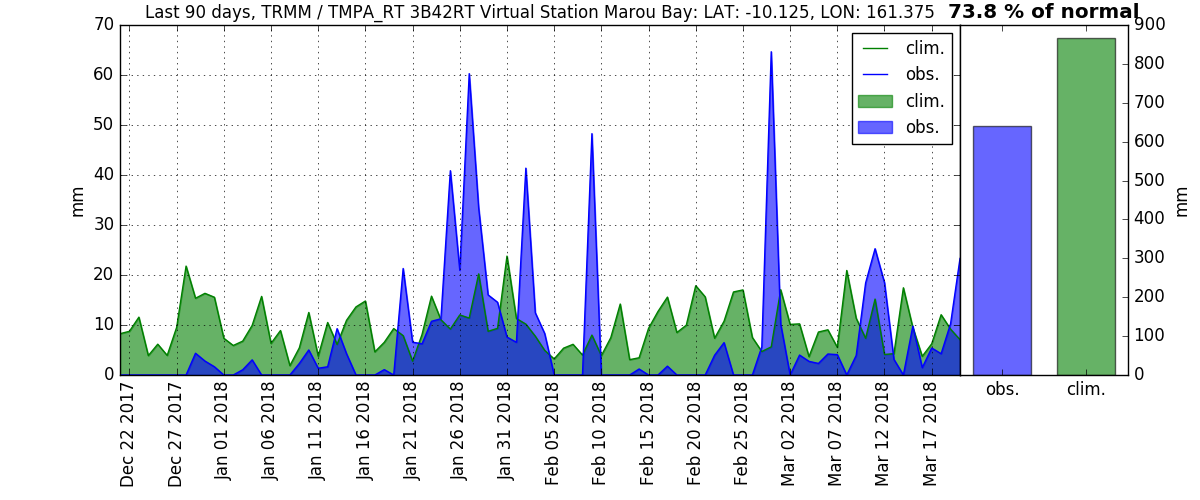 Last 90 days, TRMM / TMPA_RT 3B42RT Virtual Station Marou Bay: LAT: -10.125, LON: 161.375
73.8 % of normal
70
60
50
40
30
20
10
0
mm
clim.
obs.
clim.
obs.
Dec 22 2017
Dec 27 2017
Jan 01 2018
Jan 06 2018
Jan 11 2018
Jan 16 2018
Jan 21 2018
Jan 26 2018
Jan 31 2018
Feb 05 2018
Feb 10 2018
Feb 15 2018
Feb 20 2018
Feb 25 2018
Mar 02 2018
Mar 07 2018
Mar 12 2018
Mar 17 2018
900
800
700
600
500
400
300
200
100
0
mm
obs.
clim.